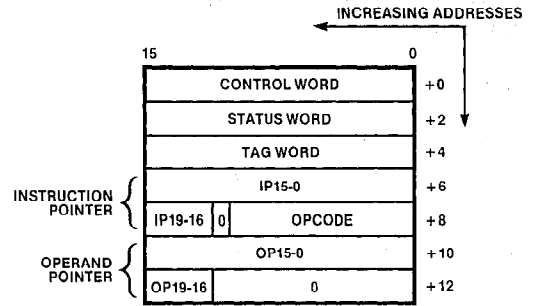 INCREASING ADDRESSES
15 0
CONTROL WORD +0
STATUS WORD +2
TAG WORD +4
INSTRUCTION POINTER
IP15-0 +6
IP19-16 0 OPCODE +8
OPERAND POINTER
OP15-0 +10
OP19-16 0 +12